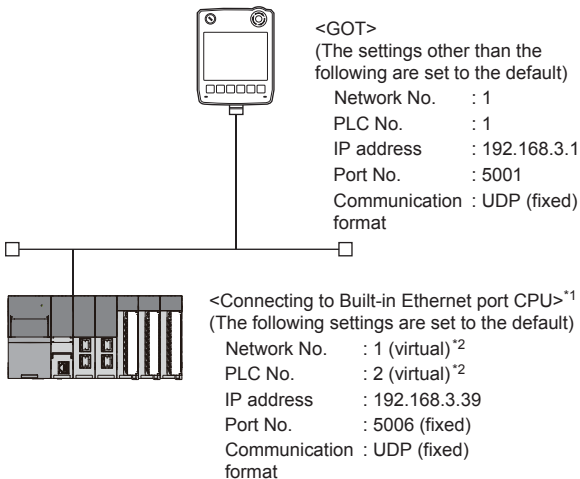 <GOT>
(The settings other than the
following are set to the default)
Network No. : 1
PLC No. : 1
IP address : 192.168.3.1
Port No. : 5001
Communication : UDP (fixed)
format
<Connecting to Built-in Ethernet port CPU>*1
(The following settings are set to the default)
Network No. : 1 (virtual)*2
PLC No. : 2 (virtual)*2
IP address : 192.168.3.39
Port No. : 5006 (fixed)
Communication : UDP (fixed)
format